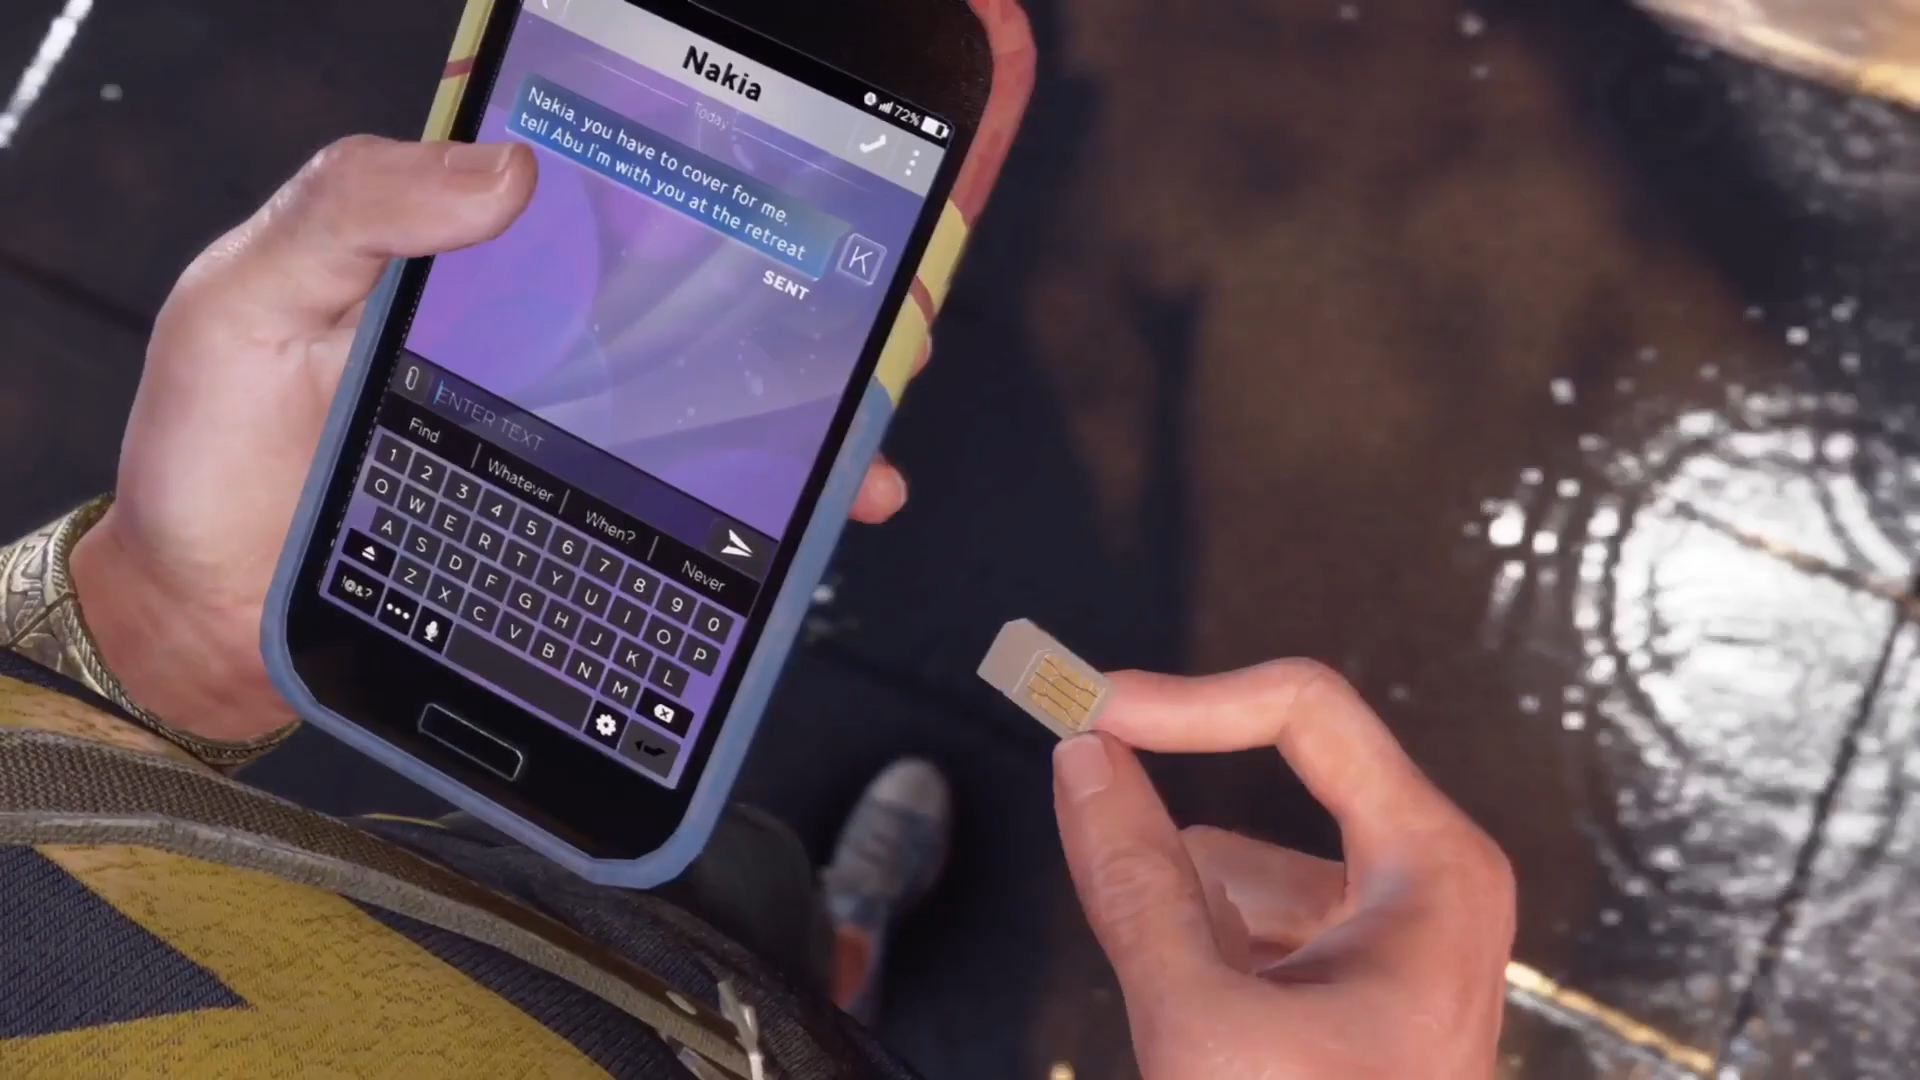 Nakia
72%
Today
Nakia, you have to cover for me.
tell Abu I'm with you at the retreat
K
SENT
ENTER TEXT
Find Whatever When? Never
1 2 3 4 5 6 7 8 9 0
Q W E R T Y U I O P
A S D F G H J K L
Z X C V B N M
!@&? •••